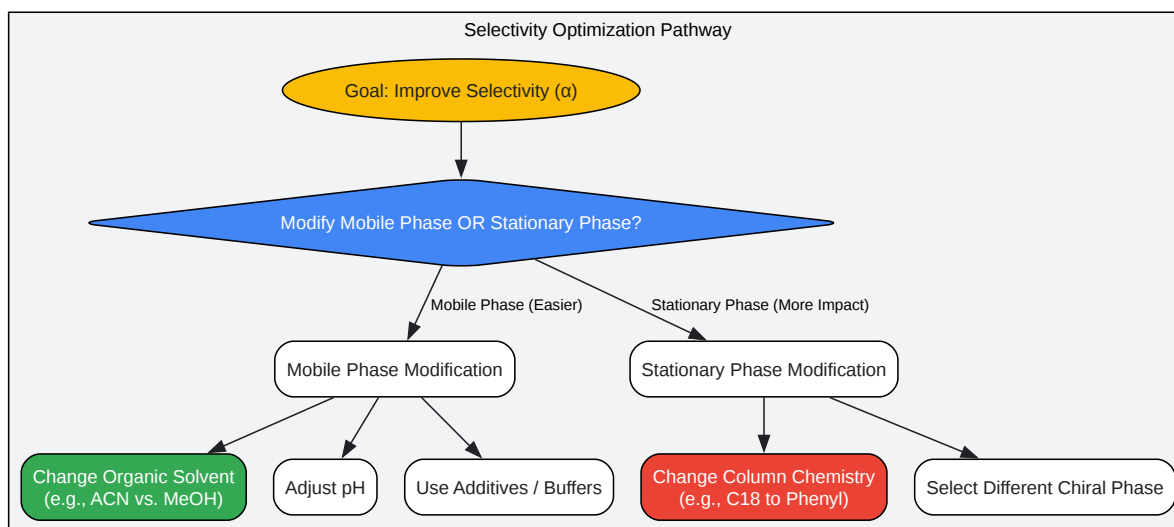 Selectivity Optimization Pathway
Goal: Improve Selectivity (α)
Modify Mobile Phase OR Stationary Phase?
Mobile Phase (Easier)
Stationary Phase (More Impact)
Mobile Phase Modification
Stationary Phase Modification
Change Organic Solvent
(e.g., ACN vs. MeOH)
Adjust pH
Use Additives / Buffers
Change Column Chemistry
(e.g., C18 to Phenyl)
Select Different Chiral Phase